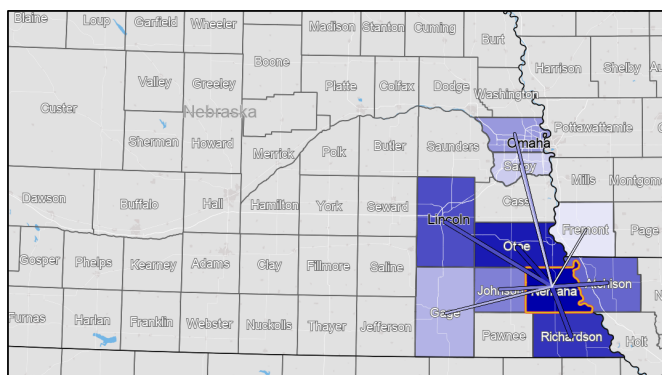 Blaine Loup Garfield Wheeler Madison Stanton Cuming Burt
Boone Harrison Shelby
Custer Valley Greeley Platte Colfax Dodge Washington
Nebraska
Sherman Howard Merrick Polk Butler Saunders Omaha Pottawattamie
Sarpy
Mills Montgom
Dawson Buffalo Hall Hamilton York Seward Lincoln Cass
Fremont Page
Otoe
Gosper Phelps Kearney Adams Clay Fillmore Saline
Johnson Nemaha Atchison
Furnas Harlan Franklin Webster Nuckolls Thayer Jefferson Gage
Pawnee Richardson Holt